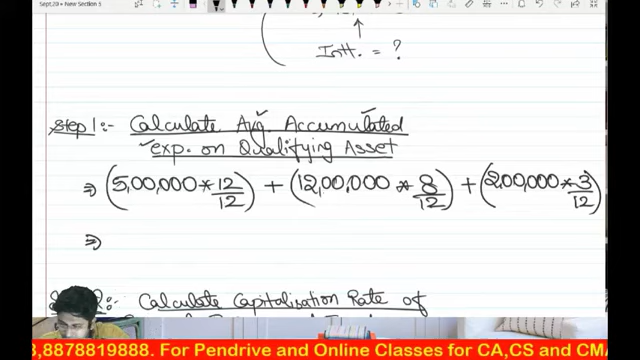 Sept,20 + New Section 3
Intt. = ?
Step 1:- Calculate Avg. Accumulated
exp. on Qualifying Asset
⇒ (5,00,000 * 12/12) + (12,00,000 * 8/12) + (2,00,000 * 3/12)
⇒
Calculate Capitalisation Rate of
3,8878819888. For Pendrive and Online Classes for CA,CS and CMA